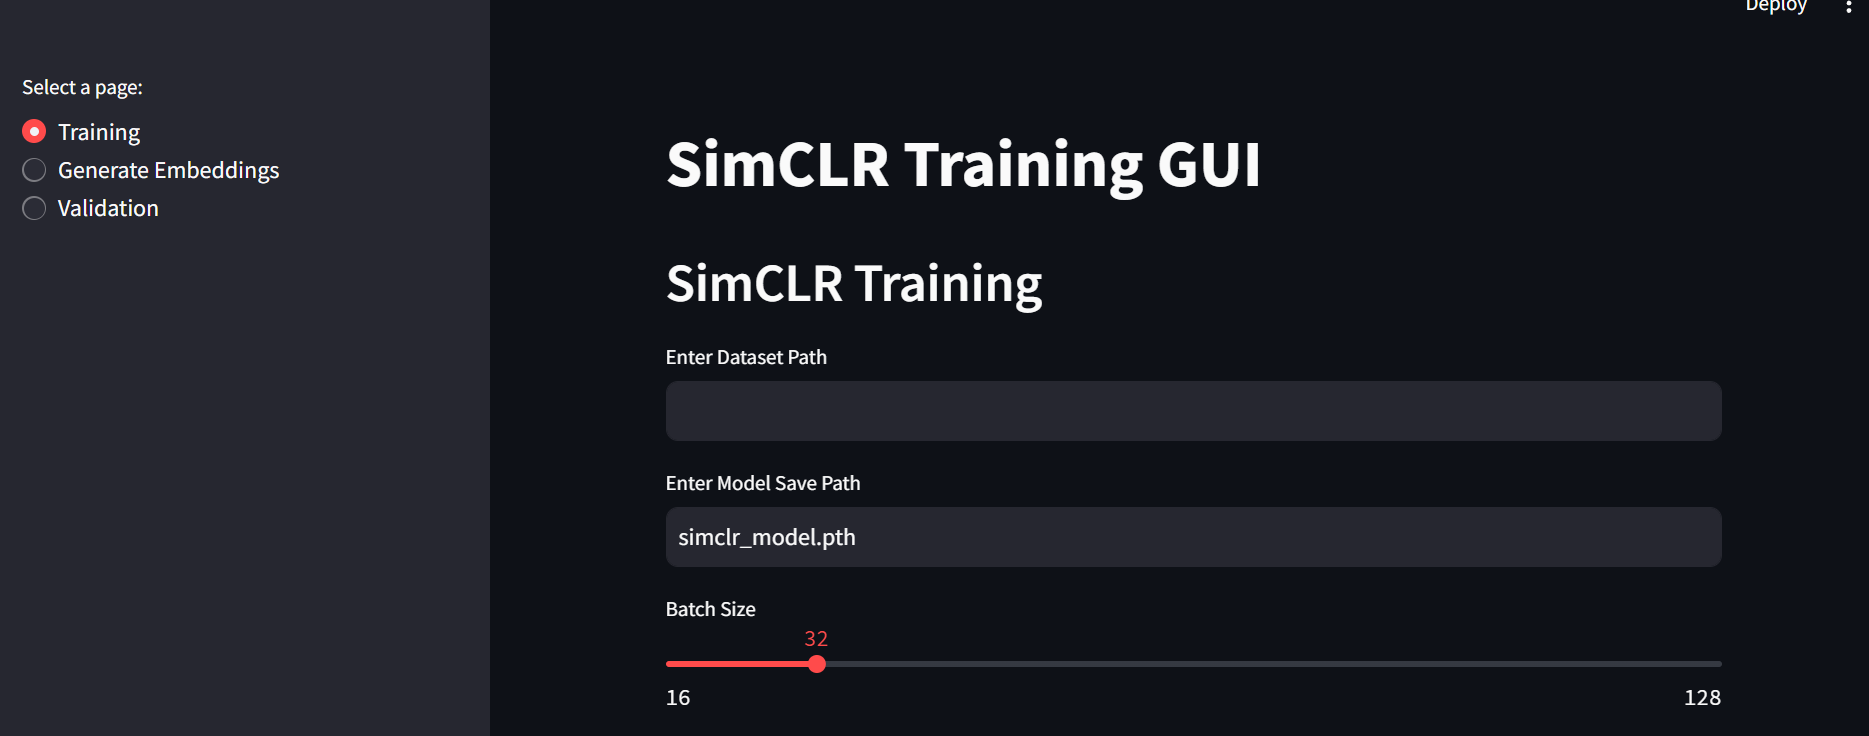 Deploy
Select a page:
Training
Generate Embeddings
Validation
SimCLR Training GUI
SimCLR Training
Enter Dataset Path
Enter Model Save Path
simclr_model.pth
Batch Size
32
16 128